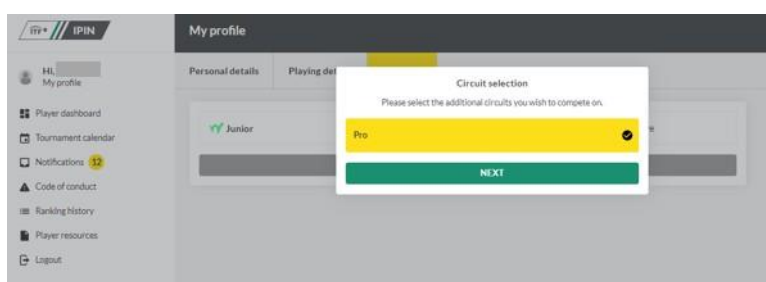 ITF IPIN
My profile
Hi,
My profile
Personal details
Playing det
Circuit selection
Please select the additional circuits you wish to compete on.
Player dashboard
Junior
Pro
Tournament calendar
Notifications 12
NEXT
Code of conduct
Ranking history
Player resources
Logout